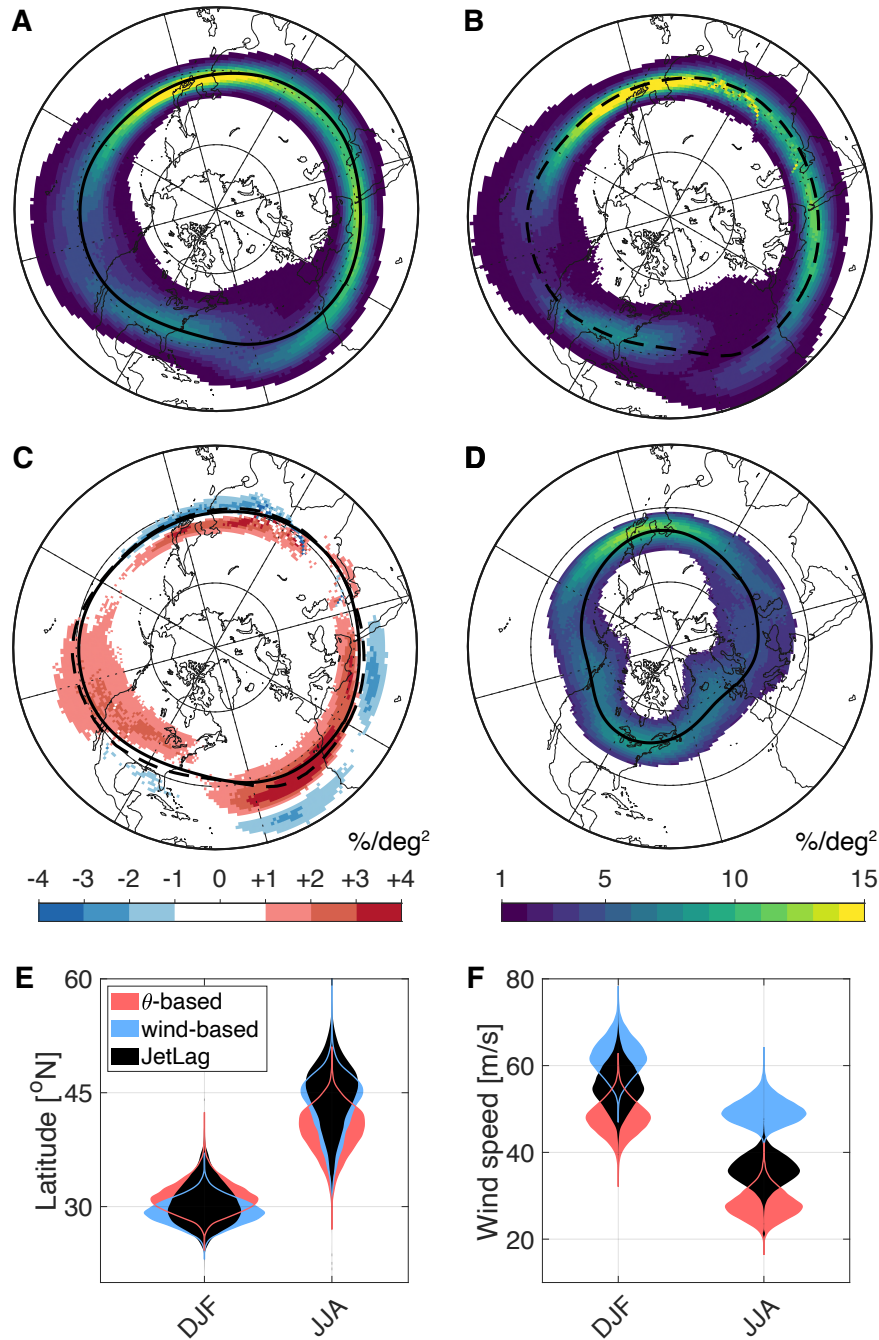 A
B
C
D
%/deg²
%/deg²
-4 -3 -2 -1 0 +1 +2 +3 +4
1 5 10 15
E
60
45
30
Latitude [°N]
θ-based
wind-based
JetLag
DJF JJA
F
80
60
40
20
Wind speed [m/s]
DJF JJA